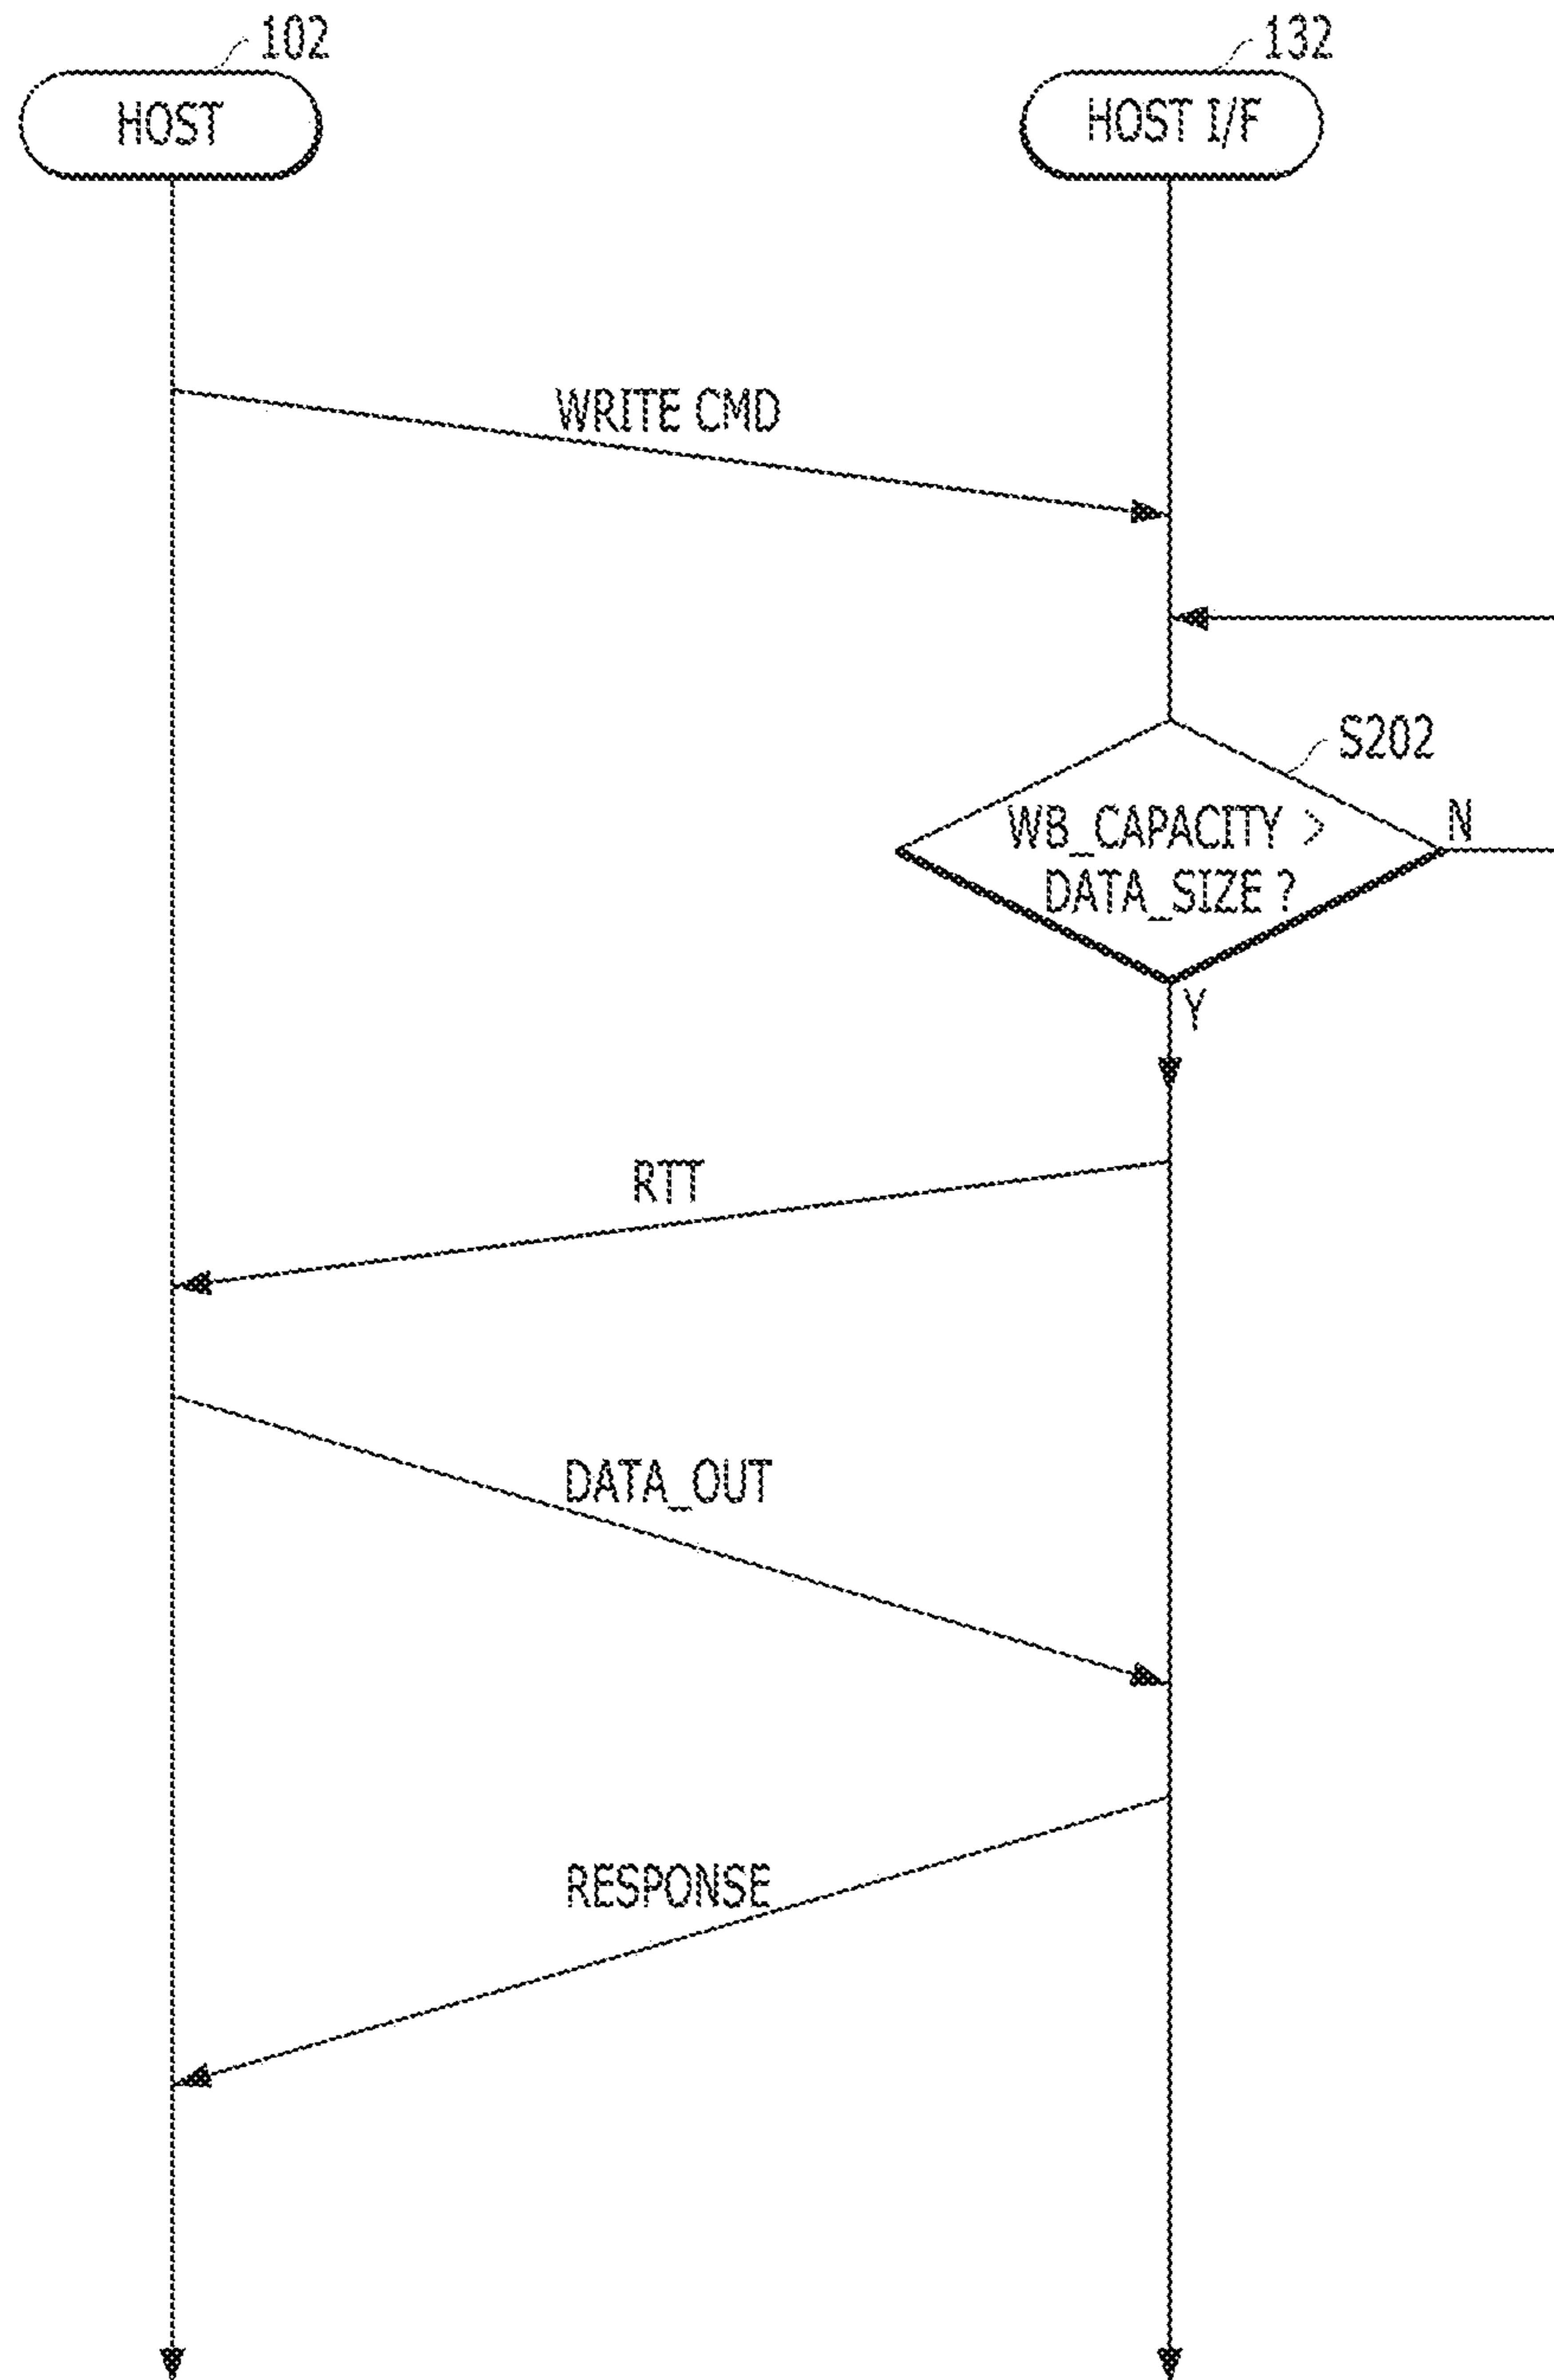 102
132
HOST
HOST I/F
WRITE CMD
S202
WB_CAPACITY >
DATA_SIZE ?
N
Y
RTT
DATA_OUT
RESPONSE